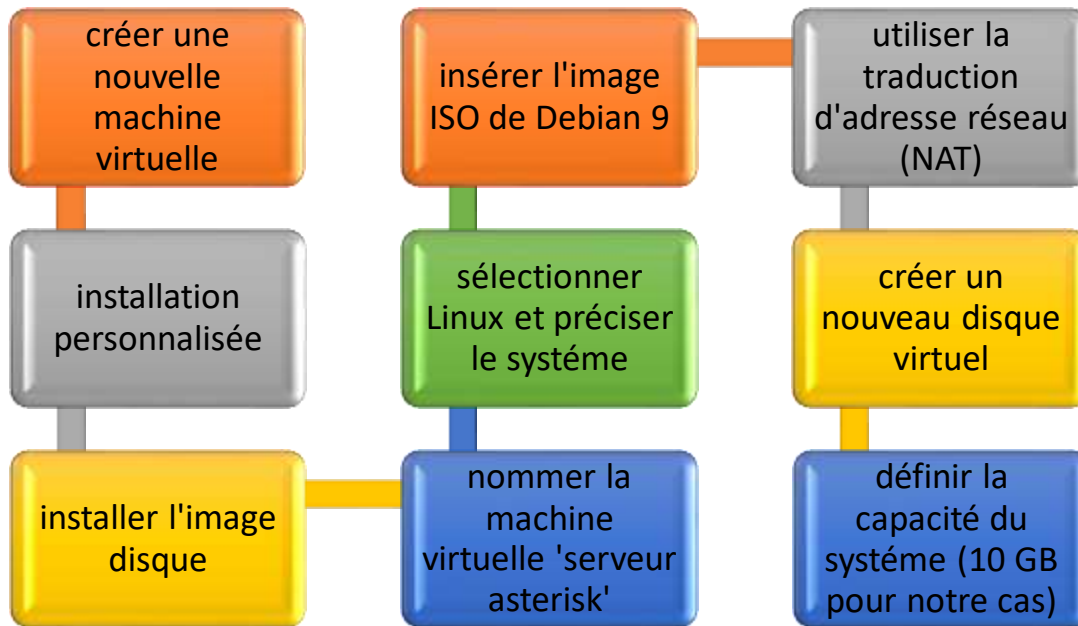 créer une
nouvelle
machine
virtuelle
installation
personnalisée
installer l'image
disque
nommer la
machine
virtuelle 'serveur
asterisk'
sélectionner
Linux et préciser
le systéme
insérer l'image
ISO de Debian 9
utiliser la
traduction
d'adresse réseau
(NAT)
créer un
nouveau disque
virtuel
définir la
capacité du
systéme (10 GB
pour notre cas)